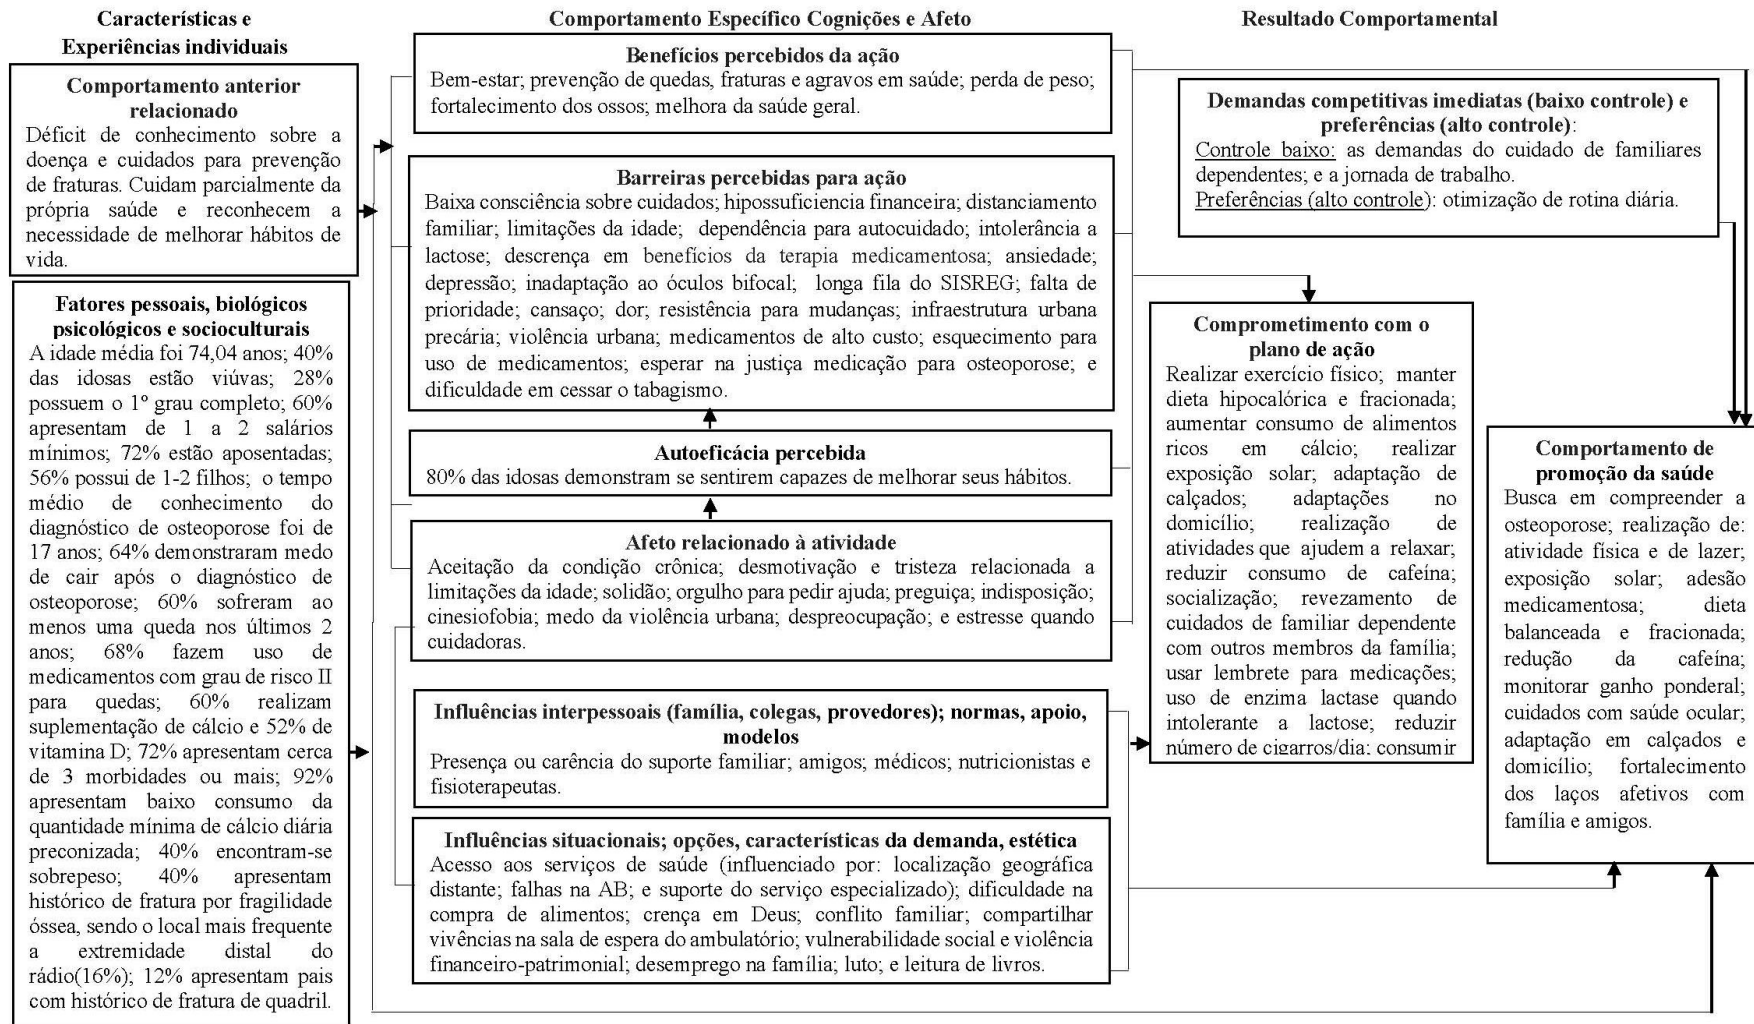 Características e
Experiências individuais
Comportamento anterior
relacionado
Déficit de conhecimento sobre a
doença e cuidados para prevenção
de fraturas. Cuidam parcialmente da
própria saúde e reconhecem a
necessidade de melhorar hábitos de
vida.
Fatores pessoais, biológicos
psicológicos e socioculturais
A idade média foi 74,04 anos; 40%
das idosas estão viúvas; 28%
possuem o 1º grau completo; 60%
apresentam de 1 a 2 salários
mínimos; 72% estão aposentadas;
56% possui de 1-2 filhos; o tempo
médio de conhecimento do
diagnóstico de osteoporose foi de
17 anos; 64% demonstraram medo
de cair após o diagnóstico de
osteoporose; 60% sofreram ao
menos uma queda nos últimos 2
anos; 68% fazem uso de
medicamentos com grau de risco II
para quedas; 60% realizam
suplementação de cálcio e 52% de
vitamina D; 72% apresentam cerca
de 3 morbidades ou mais; 92%
apresentam baixo consumo da
quantidade mínima de cálcio diária
preconizada; 40% encontram-se
sobrepeso; 40% apresentam
histórico de fratura por fragilidade
óssea, sendo o local mais frequente
a extremidade distal do
rádio(16%); 12% apresentam pais
com histórico de fratura de quadril.
Comportamento Específico Cognições e Afeto
Benefícios percebidos da ação
Bem-estar; prevenção de quedas, fraturas e agravos em saúde; perda de peso;
fortalecimento dos ossos; melhora da saúde geral.
Barreiras percebidas para ação
Baixa consciência sobre cuidados; hipossuficiencia financeira; distanciamento
familiar; limitações da idade; dependência para autocuidado; intolerância a
lactose; descrença em benefícios da terapia medicamentosa; ansiedade;
depressão; inadaptação ao óculos bifocal; longa fila do SISREG; falta de
prioridade; cansaço; dor; resistência para mudanças; infraestrutura urbana
precária; violência urbana; medicamentos de alto custo; esquecimento para
uso de medicamentos; esperar na justiça medicação para osteoporose; e
dificuldade em cessar o tabagismo.
Autoeficácia percebida
80% das idosas demonstram se sentirem capazes de melhorar seus hábitos.
Afeto relacionado à atividade
Aceitação da condição crônica; desmotivação e tristeza relacionada a
limitações da idade; solidão; orgulho para pedir ajuda; preguiça; indisposição;
cinesiofobia; medo da violência urbana; despreocupação; e estresse quando
cuidadoras.
Influências interpessoais (família, colegas, provedores); normas, apoio,
modelos
Presença ou carência do suporte familiar; amigos; médicos; nutricionistas e
fisioterapeutas.
Influências situacionais; opções, características da demanda, estética
Acesso aos serviços de saúde (influenciado por: localização geográfica
distante; falhas na AB; e suporte do serviço especializado); dificuldade na
compra de alimentos; crença em Deus; conflito familiar; compartilhar
vivências na sala de espera do ambulatório; vulnerabilidade social e violência
financeiro-patrimonial; desemprego na família; luto; e leitura de livros.
Resultado Comportamental
Demandas competitivas imediatas (baixo controle) e
preferências (alto controle):
Controle baixo: as demandas do cuidado de familiares
dependentes; e a jornada de trabalho.
Preferências (alto controle): otimização de rotina diária.
Comprometimento com o
plano de ação
Realizar exercício físico; manter
dieta hipocalórica e fracionada;
aumentar consumo de alimentos
ricos em cálcio; realizar
exposição solar; adaptação de
calçados; adaptações no
domicílio; realização de
atividades que ajudem a relaxar;
reduzir consumo de cafeína;
socialização; revezamento de
cuidados de familiar dependente
com outros membros da família;
usar lembrete para medicações;
uso de enzima lactase quando
intolerante a lactose; reduzir
número de cigarros/dia; consumir
Comportamento de
promoção da saúde
Busca em compreender a
osteoporose; realização de:
atividade física e de lazer;
exposição solar; adesão
medicamentosa; dieta
balanceada e fracionada;
redução da cafeína;
monitorar ganho ponderal;
cuidados com saúde ocular;
adaptação em calçados e
domicílio; fortalecimento
dos laços afetivos com
família e amigos.